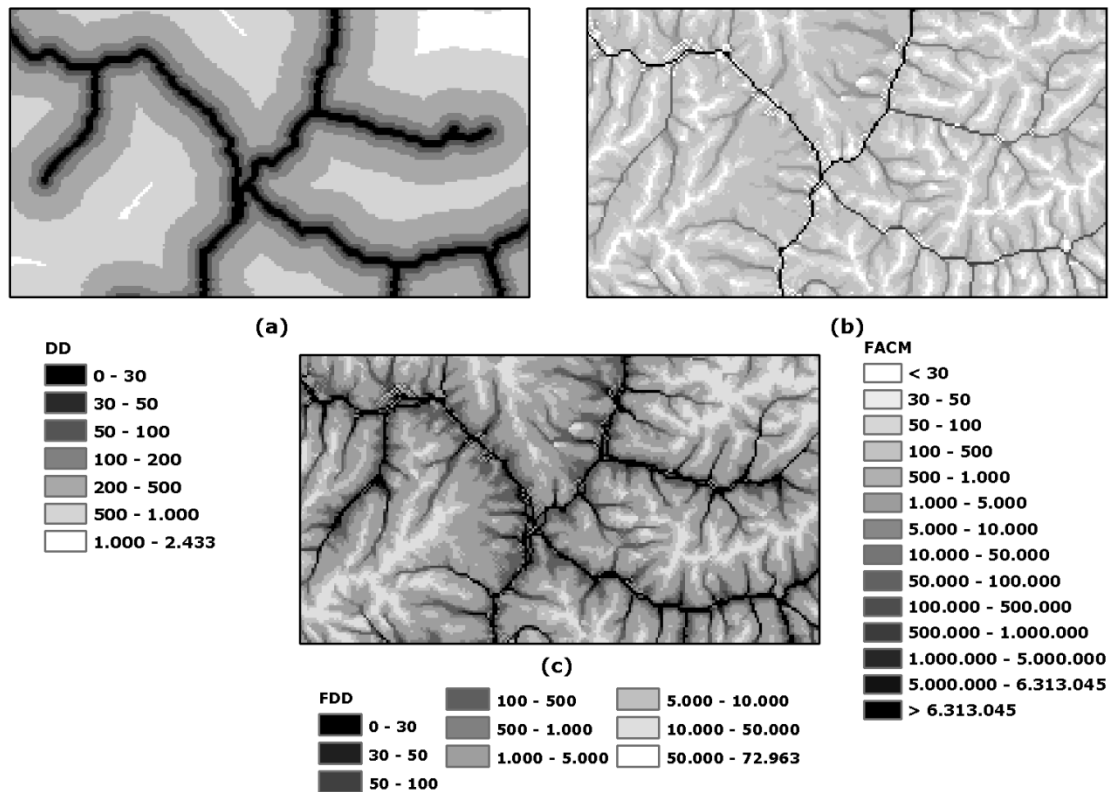 (a)
(b)
DD
0 - 30
30 - 50
50 - 100
100 - 200
200 - 500
500 - 1.000
1.000 - 2.433
(c)
FDD
0 - 30
30 - 50
50 - 100
100 - 500
500 - 1.000
1.000 - 5.000
5.000 - 10.000
10.000 - 50.000
50.000 - 72.963
FACM
< 30
30 - 50
50 - 100
100 - 500
500 - 1.000
1.000 - 5.000
5.000 - 10.000
10.000 - 50.000
50.000 - 100.000
100.000 - 500.000
500.000 - 1.000.000
1.000.000 - 5.000.000
5.000.000 - 6.313.045
> 6.313.045